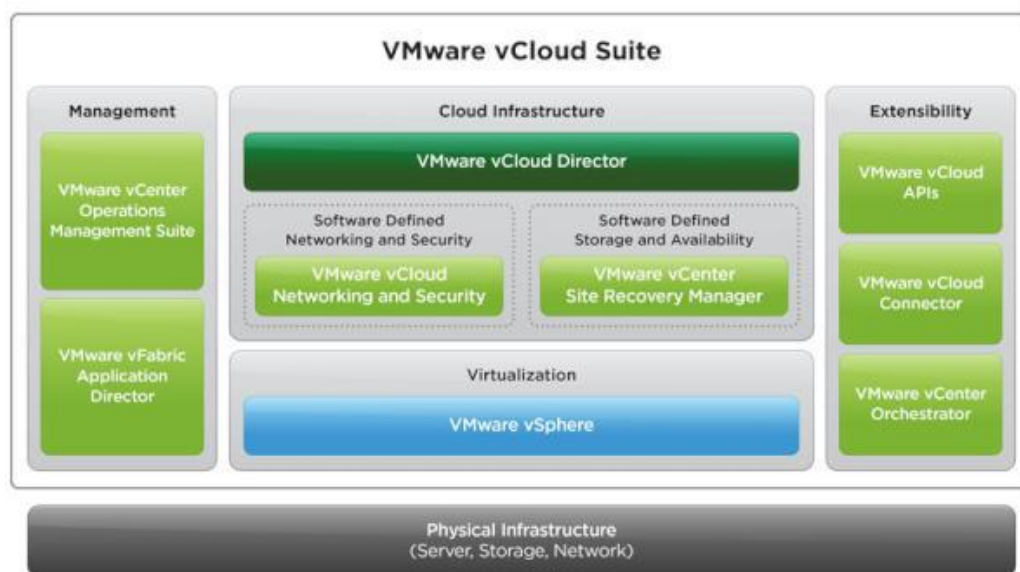 VMware vCloud Suite
Management
VMware vCenter
Operations
Management Suite
VMware vFabric
Application
Director
Cloud Infrastructure
VMware vCloud Director
Software Defined
Networking and Security
VMware vCloud
Networking and Security
Software Defined
Storage and Availability
VMware vCenter
Site Recovery Manager
Virtualization
VMware vSphere
Extensibility
VMware vCloud
APIs
VMware vCloud
Connector
VMware vCenter
Orchestrator
Physical Infrastructure
(Server, Storage, Network)